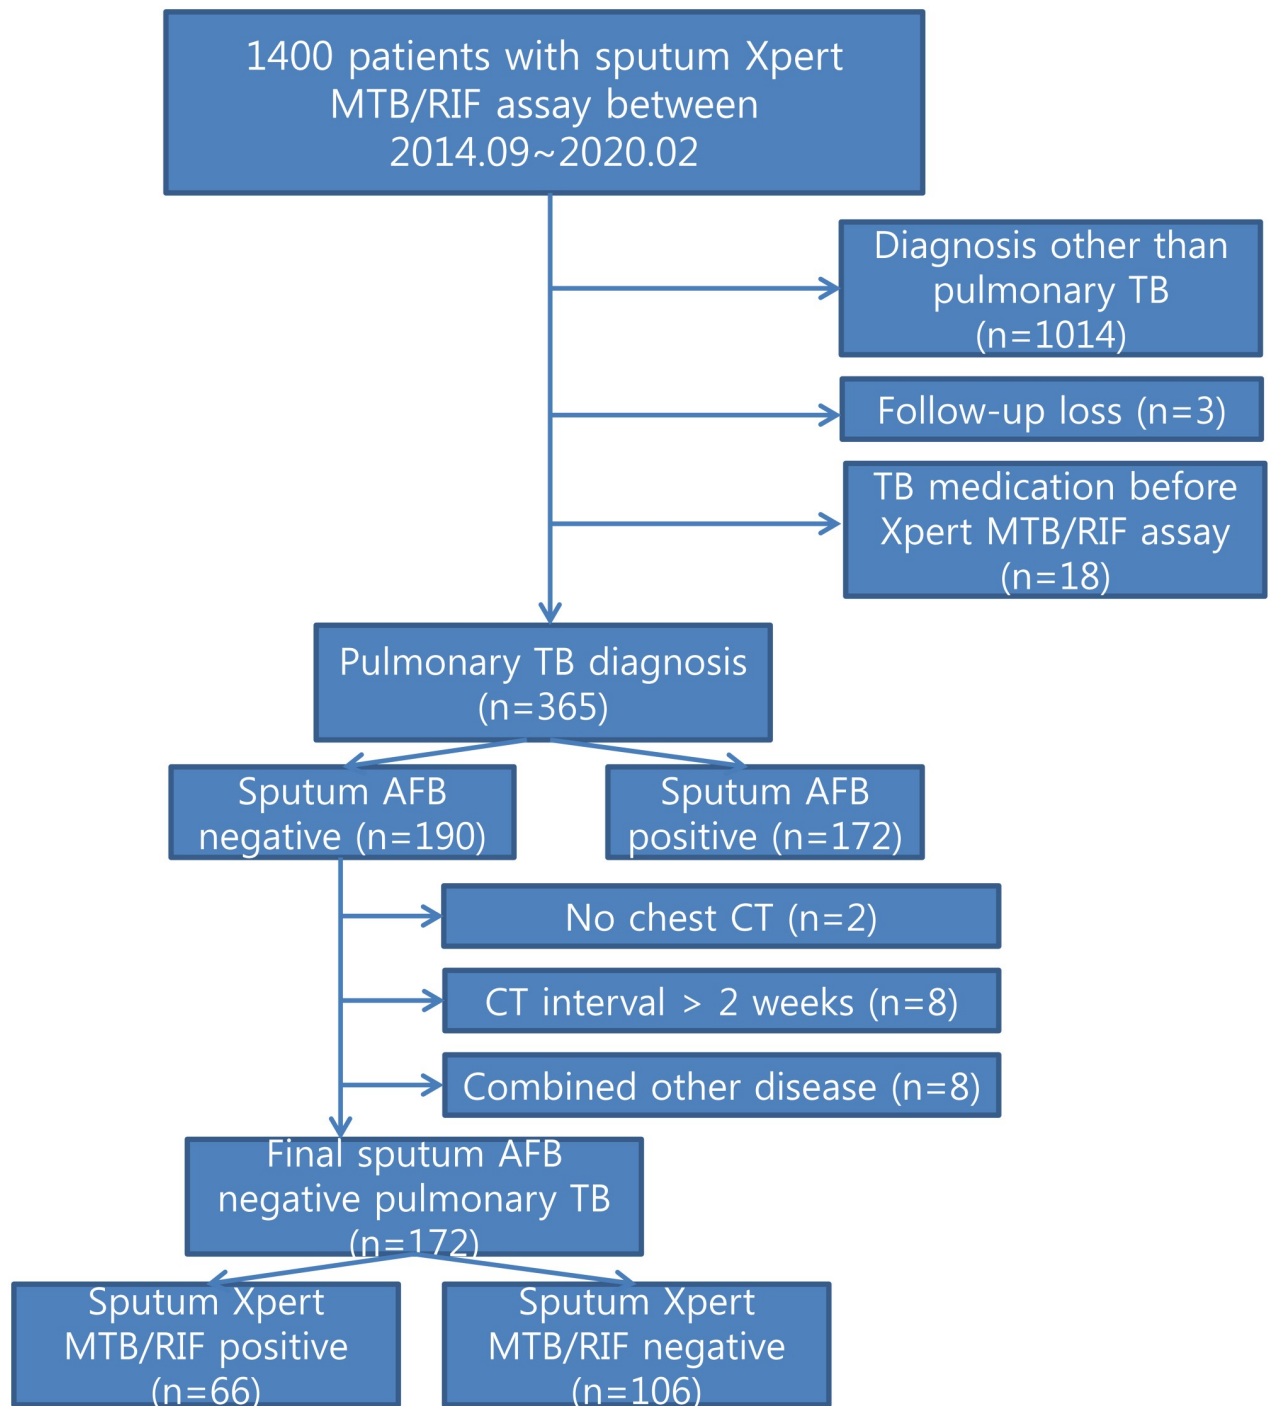 1400 patients with sputum Xpert
MTB/RIF assay between
2014.09~2020.02
Diagnosis other than
pulmonary TB
(n=1014)
Follow-up loss (n=3)
TB medication before
Xpert MTB/RIF assay
(n=18)
Pulmonary TB diagnosis
(n=365)
Sputum AFB
negative (n=190)
Sputum AFB
positive (n=172)
No chest CT (n=2)
CT interval > 2 weeks (n=8)
Combined other disease (n=8)
Final sputum AFB
negative pulmonary TB
(n=172)
Sputum Xpert
MTB/RIF positive
(n=66)
Sputum Xpert
MTB/RIF negative
(n=106)